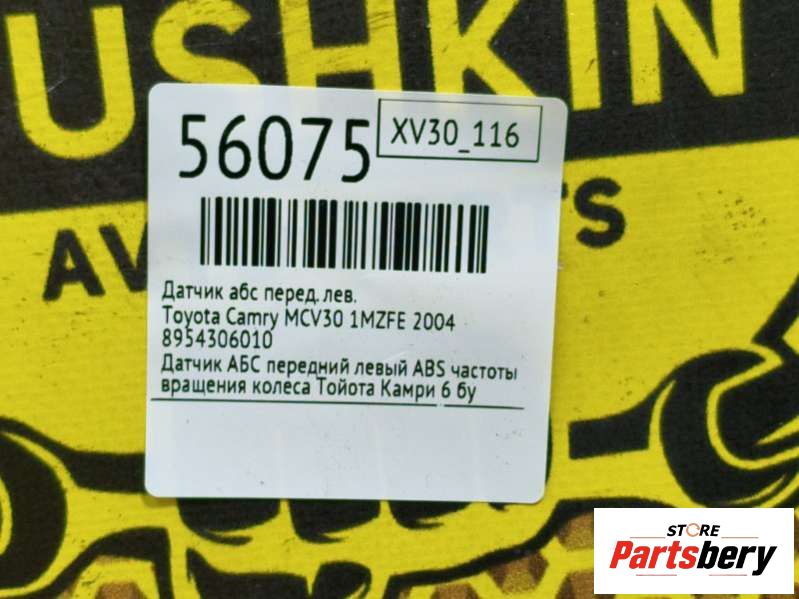 USHKIN
56075
XV30_116
AV
TS
Датчик абс перед. лев.
Toyota Camry MCV30 1MZFE 2004
8954306010
Датчик АБС передний левый ABS частоты
вращения колеса Тойота Камри 6 бу
STORE
Partsbery